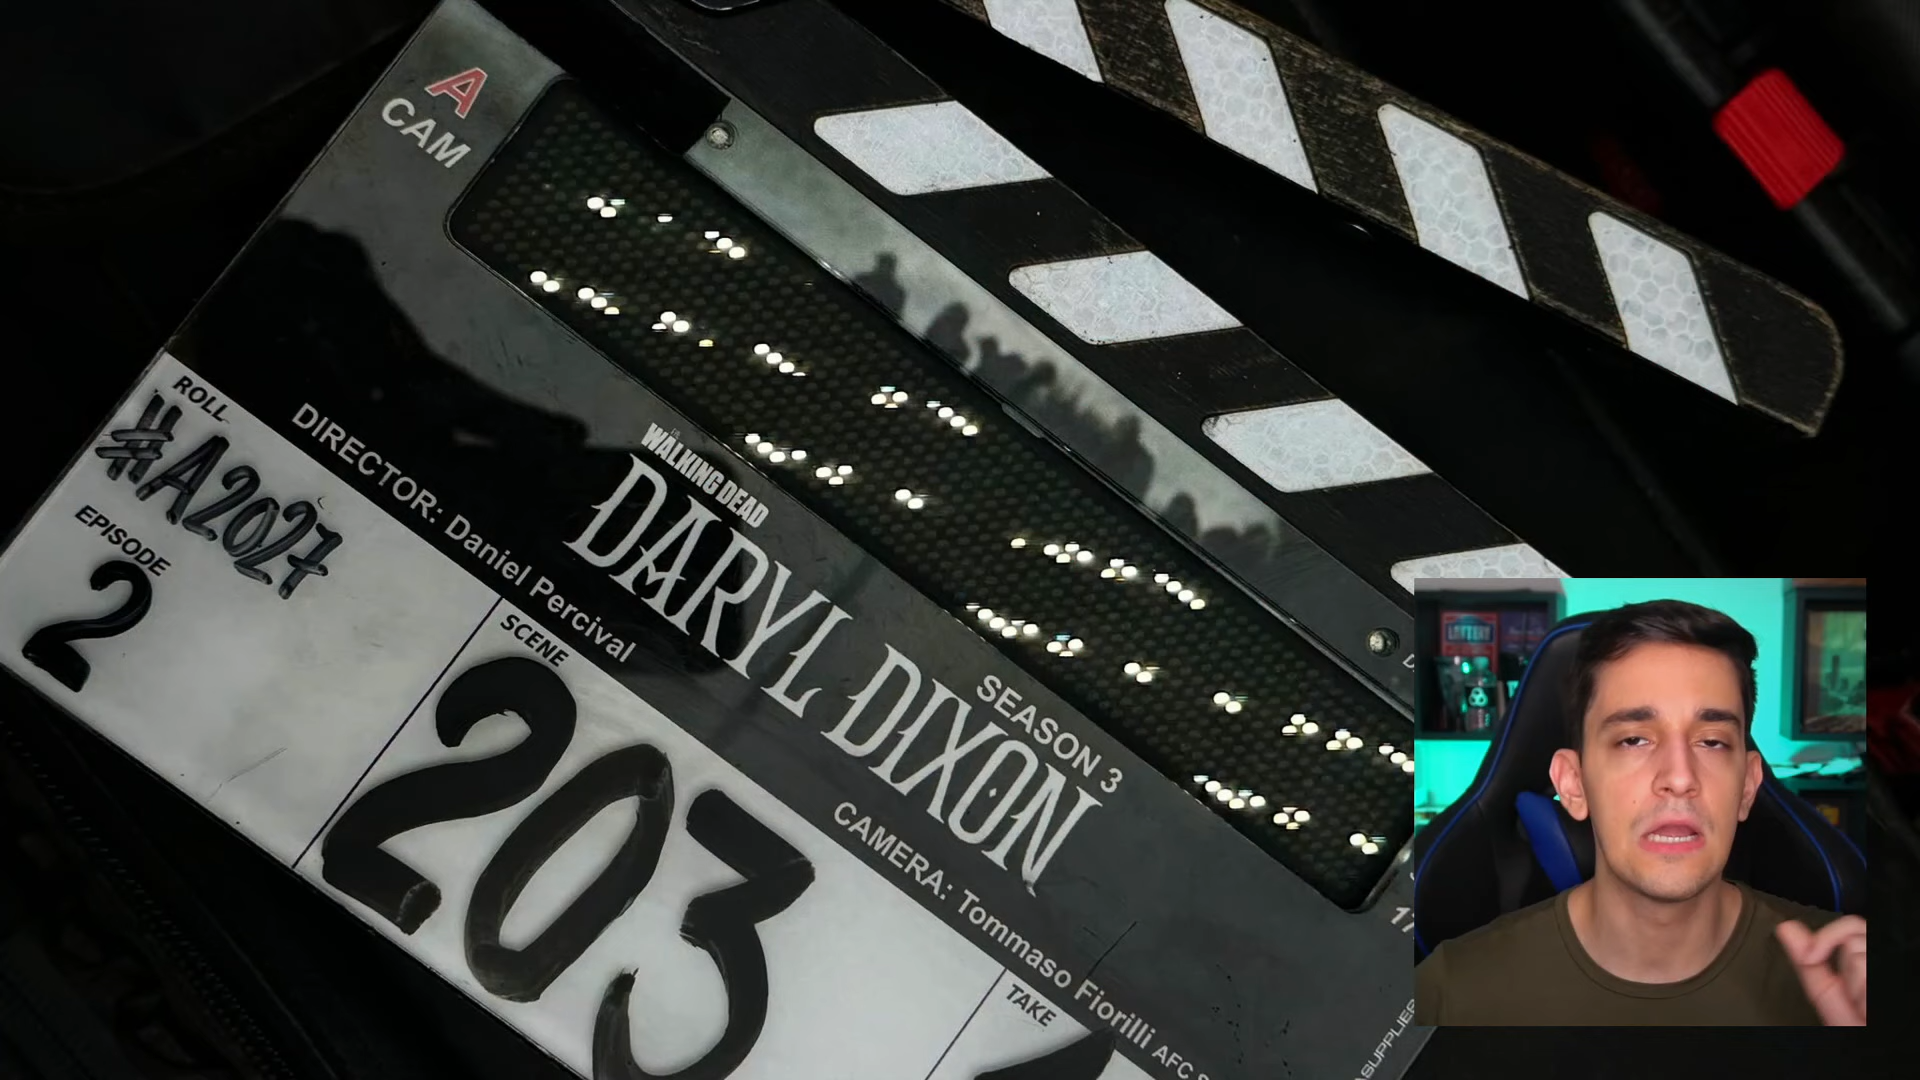 A
CAM
ROLL
#A2027
EPISODE
2
DIRECTOR: Daniel Percival
THE
WALKING DEAD
DARYL DIXON
SEASON 3
SCENE
203
CAMERA: Tommaso Fiorilli AFC
TAKE
LOTTERY